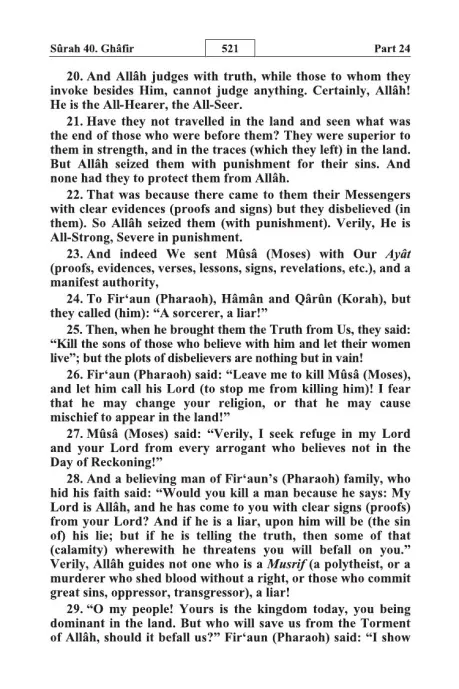 Sûrah 40. Ghâfir 521 Part 24
20. And Allâh judges with truth, while those to whom they
invoke besides Him, cannot judge anything. Certainly, Allâh!
He is the All-Hearer, the All-Seer.
21. Have they not travelled in the land and seen what was
the end of those who were before them? They were superior to
them in strength, and in the traces (which they left) in the land.
But Allâh seized them with punishment for their sins. And
none had they to protect them from Allâh.
22. That was because there came to them their Messengers
with clear evidences (proofs and signs) but they disbelieved (in
them). So Allâh seized them (with punishment). Verily, He is
All-Strong, Severe in punishment.
23. And indeed We sent Mûsâ (Moses) with Our Ayât
(proofs, evidences, verses, lessons, signs, revelations, etc.), and a
manifest authority,
24. To Fir‘aun (Pharaoh), Hâmân and Qârûn (Korah), but
they called (him): “A sorcerer, a liar!”
25. Then, when he brought them the Truth from Us, they said:
“Kill the sons of those who believe with him and let their women
live”; but the plots of disbelievers are nothing but in vain!
26. Fir‘aun (Pharaoh) said: “Leave me to kill Mûsâ (Moses),
and let him call his Lord (to stop me from killing him)! I fear
that he may change your religion, or that he may cause
mischief to appear in the land!”
27. Mûsâ (Moses) said: “Verily, I seek refuge in my Lord
and your Lord from every arrogant who believes not in the
Day of Reckoning!”
28. And a believing man of Fir‘aun’s (Pharaoh) family, who
hid his faith said: “Would you kill a man because he says: My
Lord is Allâh, and he has come to you with clear signs (proofs)
from your Lord? And if he is a liar, upon him will be (the sin
of) his lie; but if he is telling the truth, then some of that
(calamity) wherewith he threatens you will befall on you.”
Verily, Allâh guides not one who is a Musrif (a polytheist, or a
murderer who shed blood without a right, or those who commit
great sins, oppressor, transgressor), a liar!
29. “O my people! Yours is the kingdom today, you being
dominant in the land. But who will save us from the Torment
of Allâh, should it befall us?” Fir‘aun (Pharaoh) said: “I show